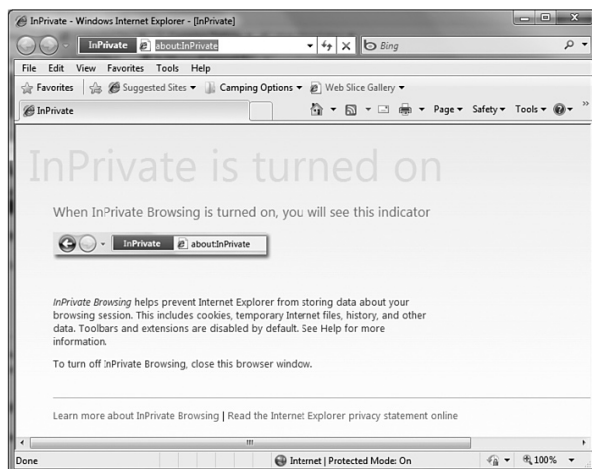 InPrivate - Windows Internet Explorer - [InPrivate]
InPrivate about:InPrivate Bing
File Edit View Favorites Tools Help
Favorites Suggested Sites Camping Options Web Slice Gallery
InPrivate Page Safety Tools »
InPrivate is turned on
When InPrivate Browsing is turned on, you will see this indicator
InPrivate about:InPrivate
InPrivate Browsing helps prevent Internet Explorer from storing data about your
browsing session. This includes cookies, temporary Internet files, history, and other
data. Toolbars and extensions are disabled by default. See Help for more
information.
To turn off InPrivate Browsing, close this browser window.
Learn more about InPrivate Browsing | Read the Internet Explorer privacy statement online
Done Internet | Protected Mode: On 100%